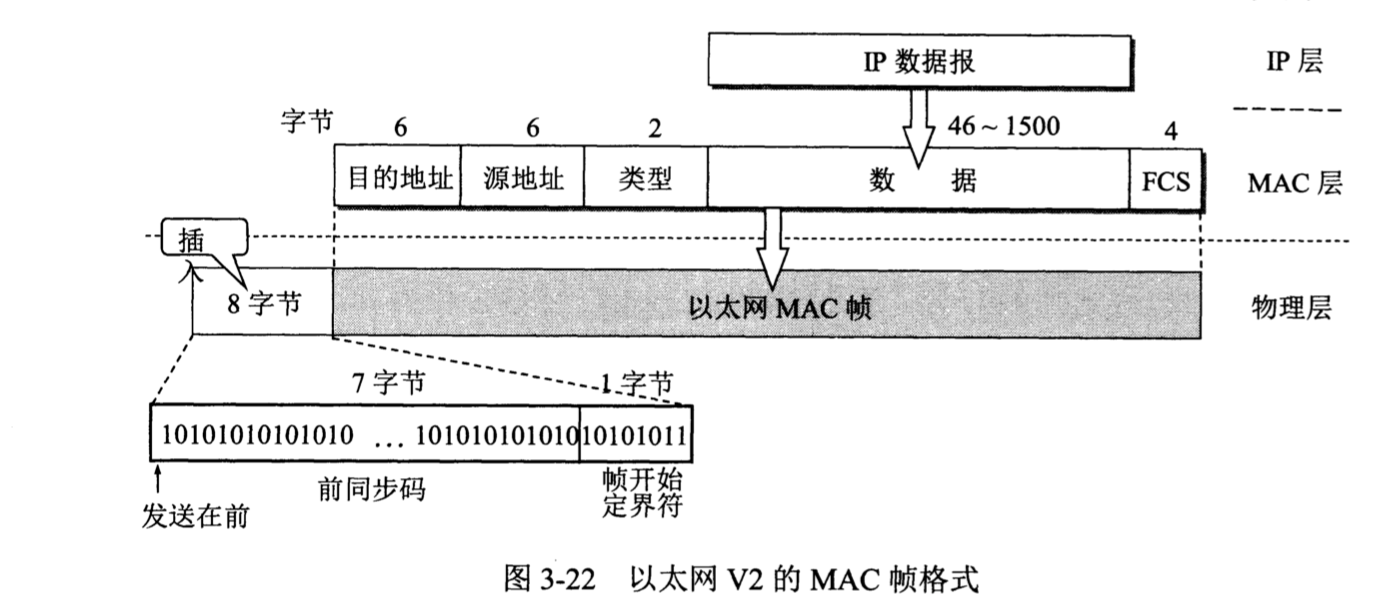 IP 数据报
IP 层
字节
6
6
2
46 ~ 1500
4
目的地址
源地址
类型
数 据
FCS
MAC 层
插
入
8 字节
以太网 MAC 帧
物理层
7 字节
1 字节
10101010101010 … 101010101010
10101011
前同步码
帧开始
定界符
发送在前
图 3-22 以太网 V2 的 MAC 帧格式